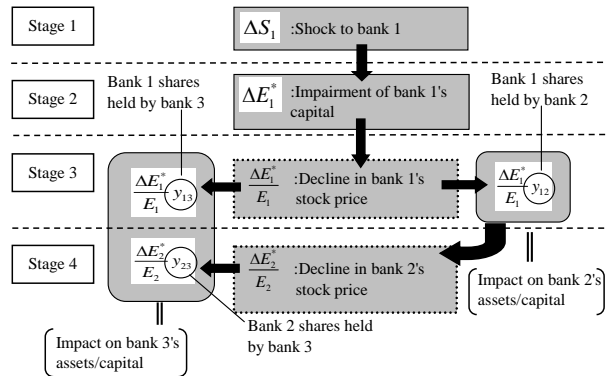 Stage 1
ΔS₁ :Shock to bank 1
Bank 1 shares
held by bank 3
Stage 2
ΔE₁* :Impairment of bank 1's
capital
Bank 1 shares
held by bank 2
Stage 3
ΔE₁*/E₁ y₁₃
ΔE₁*/E₁ :Decline in bank 1's
stock price
ΔE₁*/E₁ y₁₂
Stage 4
ΔE₂*/E₂ y₂₃
ΔE₂*/E₂ :Decline in bank 2's
stock price
Impact on bank 2's
assets/capital
Impact on bank 3's
assets/capital
Bank 2 shares held
by bank 3